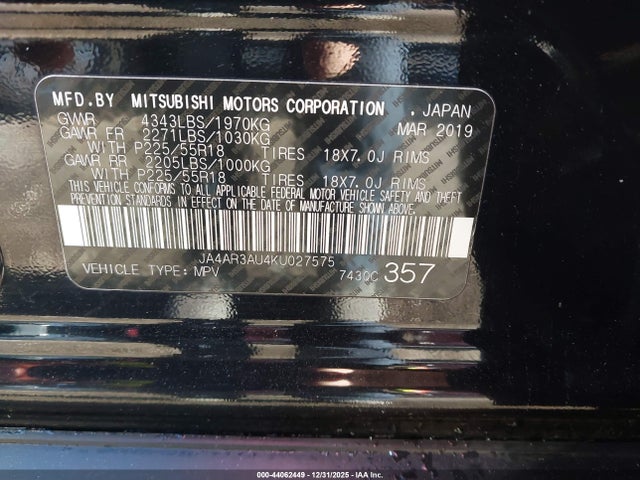 MFD.BY MITSUBISHI MOTORS CORPORATION . JAPAN
GVWR 4343LBS/1970KG MAR 2019
GAWR FR 2271LBS/1030KG
WITH P225/55R18 TIRES 18X7.0J RIMS
GAWR RR 2205LBS/1000KG
WITH P225/55R18 TIRES 18X7.0J RIMS
THIS VEHICLE CONFORMS TO ALL APPLICABLE FEDERAL MOTOR VEHICLE SAFETY AND THEFT
PREVENTION STANDARDS IN EFFECT ON THE DATE OF MANUFACTURE SHOWN ABOVE.
JA4AR3AU4KU027575
VEHICLE TYPE: MPV 7430C 357
000-44062449 - 12/31/2025 - IAA Inc.